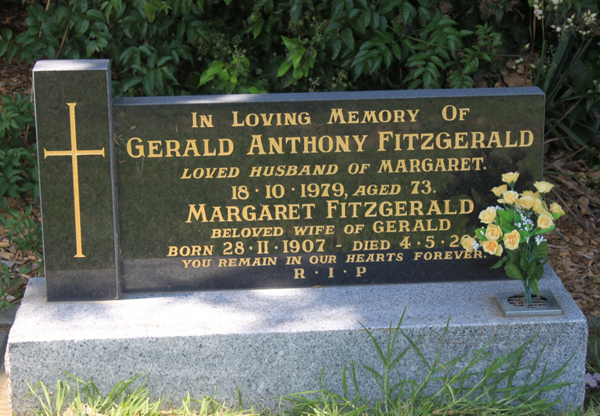 In Loving Memory Of
Gerald Anthony Fitzgerald
LOVED HUSBAND OF MARGARET.
18·10·1979, AGED 73.
Margaret Fitzgerald
BELOVED WIFE OF GERALD
BORN 28·11·1907 - DIED 4·5·2
YOU REMAIN IN OUR HEARTS FOREVER.
R·I·P